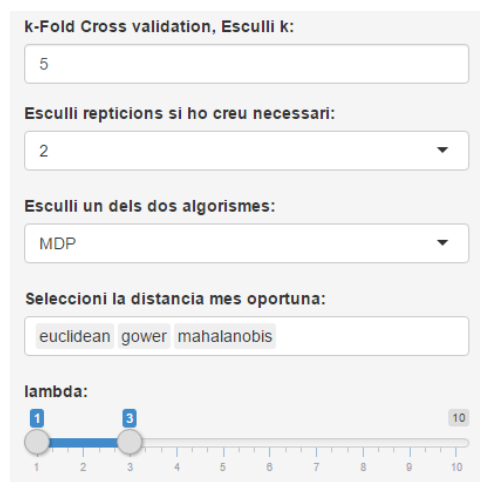 k-Fold Cross validation, Esculli k:
5
Esculli repticions si ho creu necessari:
2
Esculli un dels dos algorismes:
MDP
Seleccioni la distancia mes oportuna:
euclidean gower mahalanobis
lambda:
1 3 10
1 2 3 4 5 6 7 8 9 10